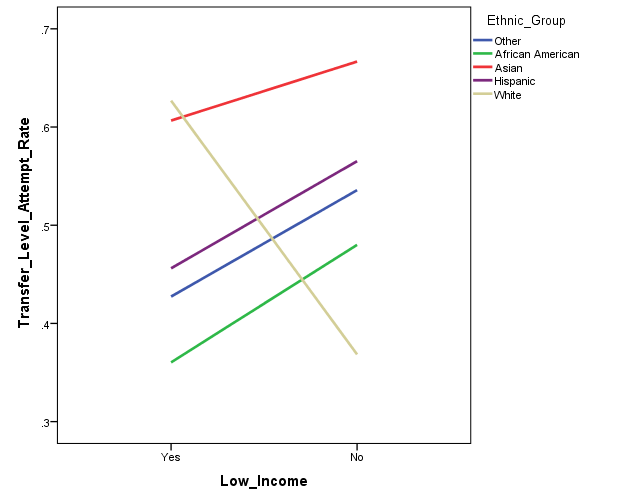 Ethnic_Group
Other
African American
Asian
Hispanic
White
Transfer_Level_Attempt_Rate
.7
.6
.5
.4
.3
Yes
No
Low_Income